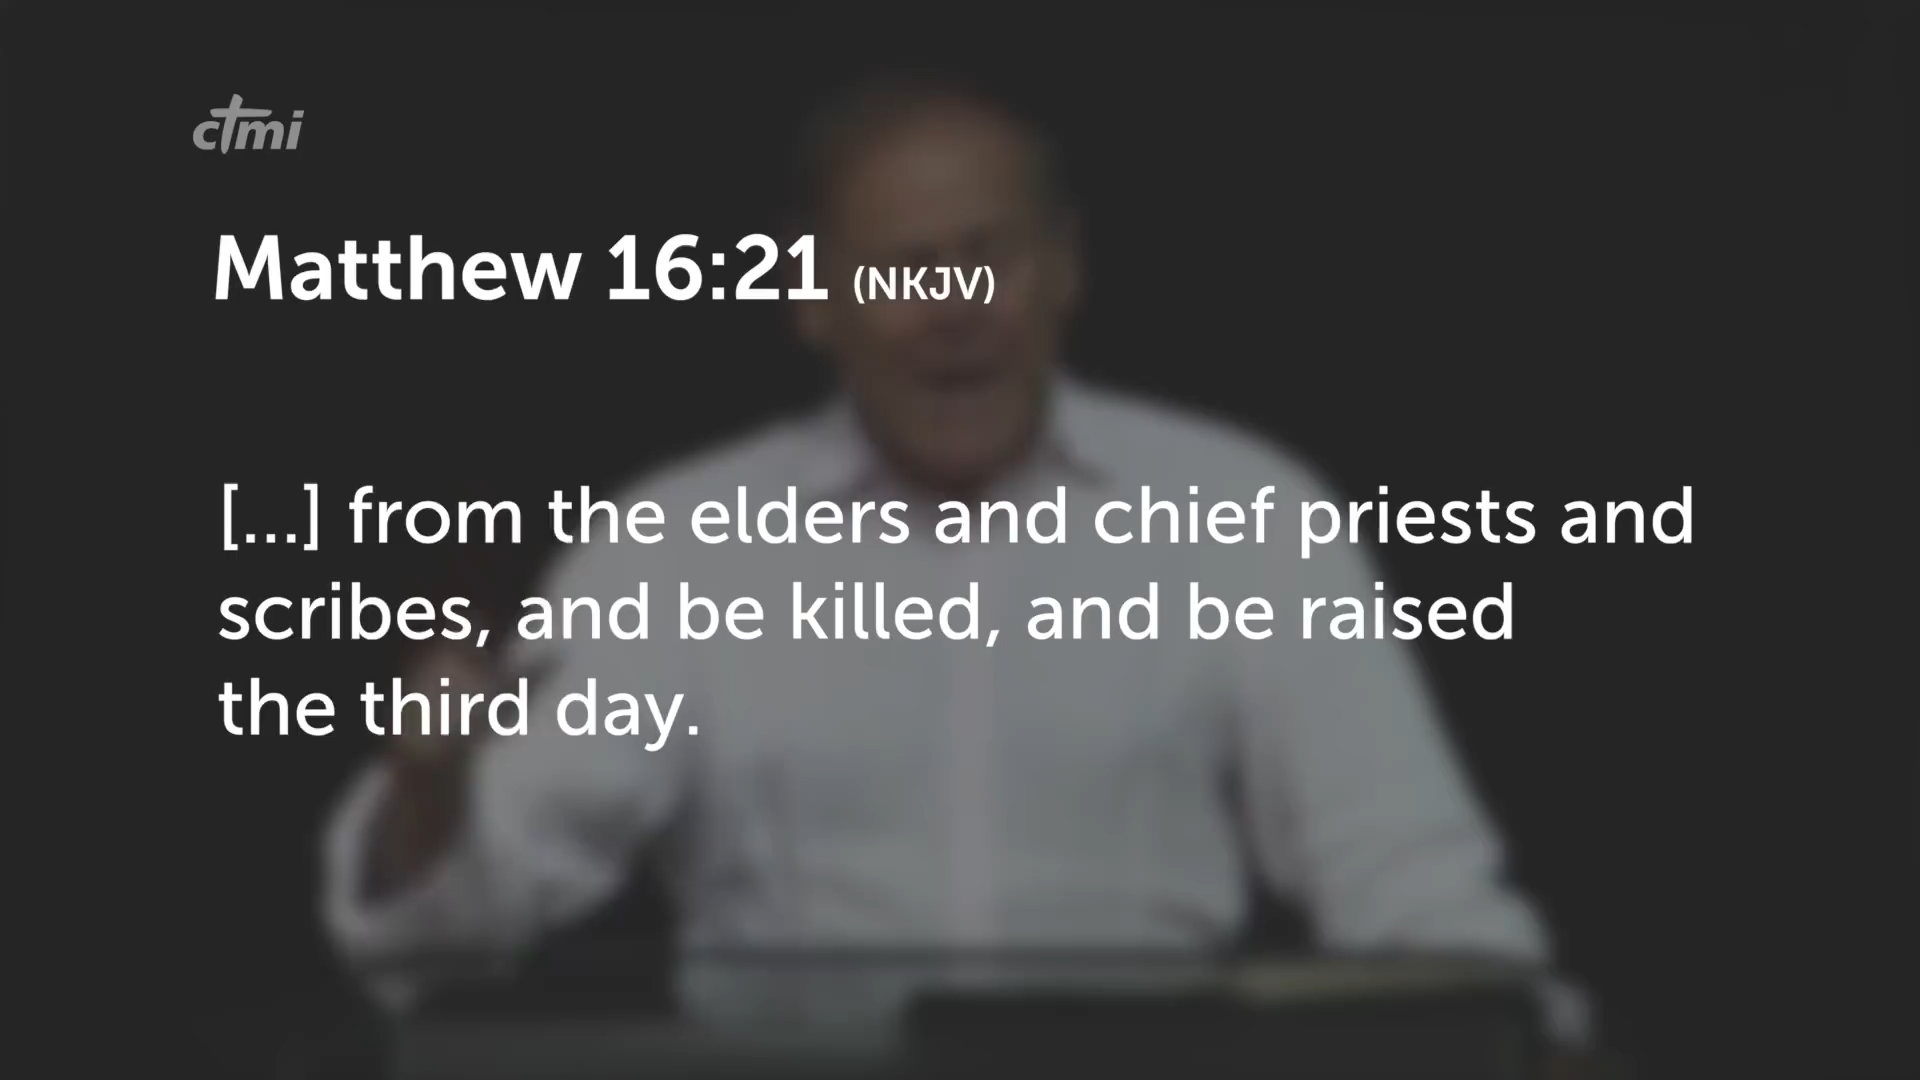 cTmi
Matthew 16:21 (NKJV)
[...] from the elders and chief priests and
scribes, and be killed, and be raised
the third day.